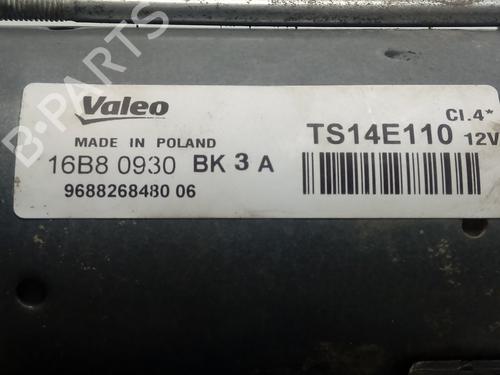 B-PARTS
Valeo
MADE IN POLAND
16B8 0930 BK 3 A
9688268480 06
Cl.4*
TS14E110 12V